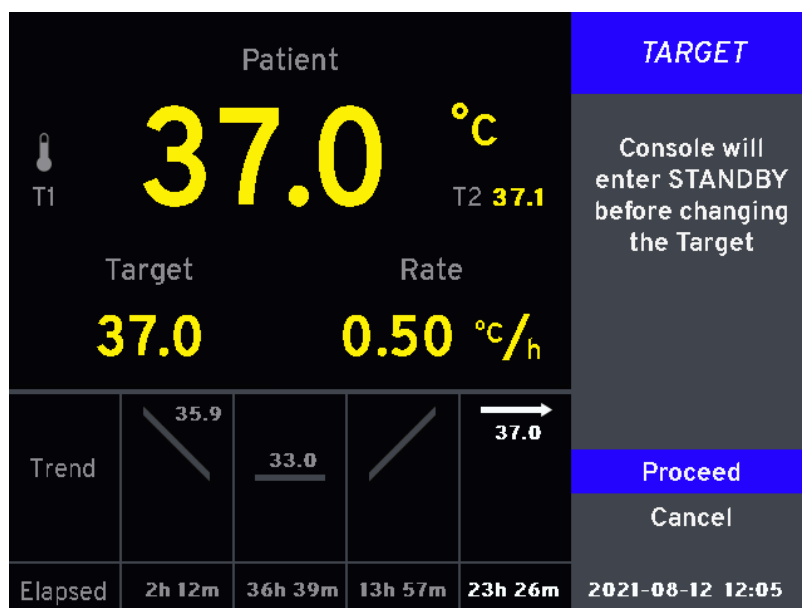 Patient
37.0 °C
T1
T2 37.1
Target
Rate
37.0
0.50 °C/h
TARGET
Console will
enter STANDBY
before changing
the Target
Proceed
Cancel
2021-08-12 12:05
Trend
35.9
33.0
37.0
Elapsed
2h 12m
36h 39m
13h 57m
23h 26m